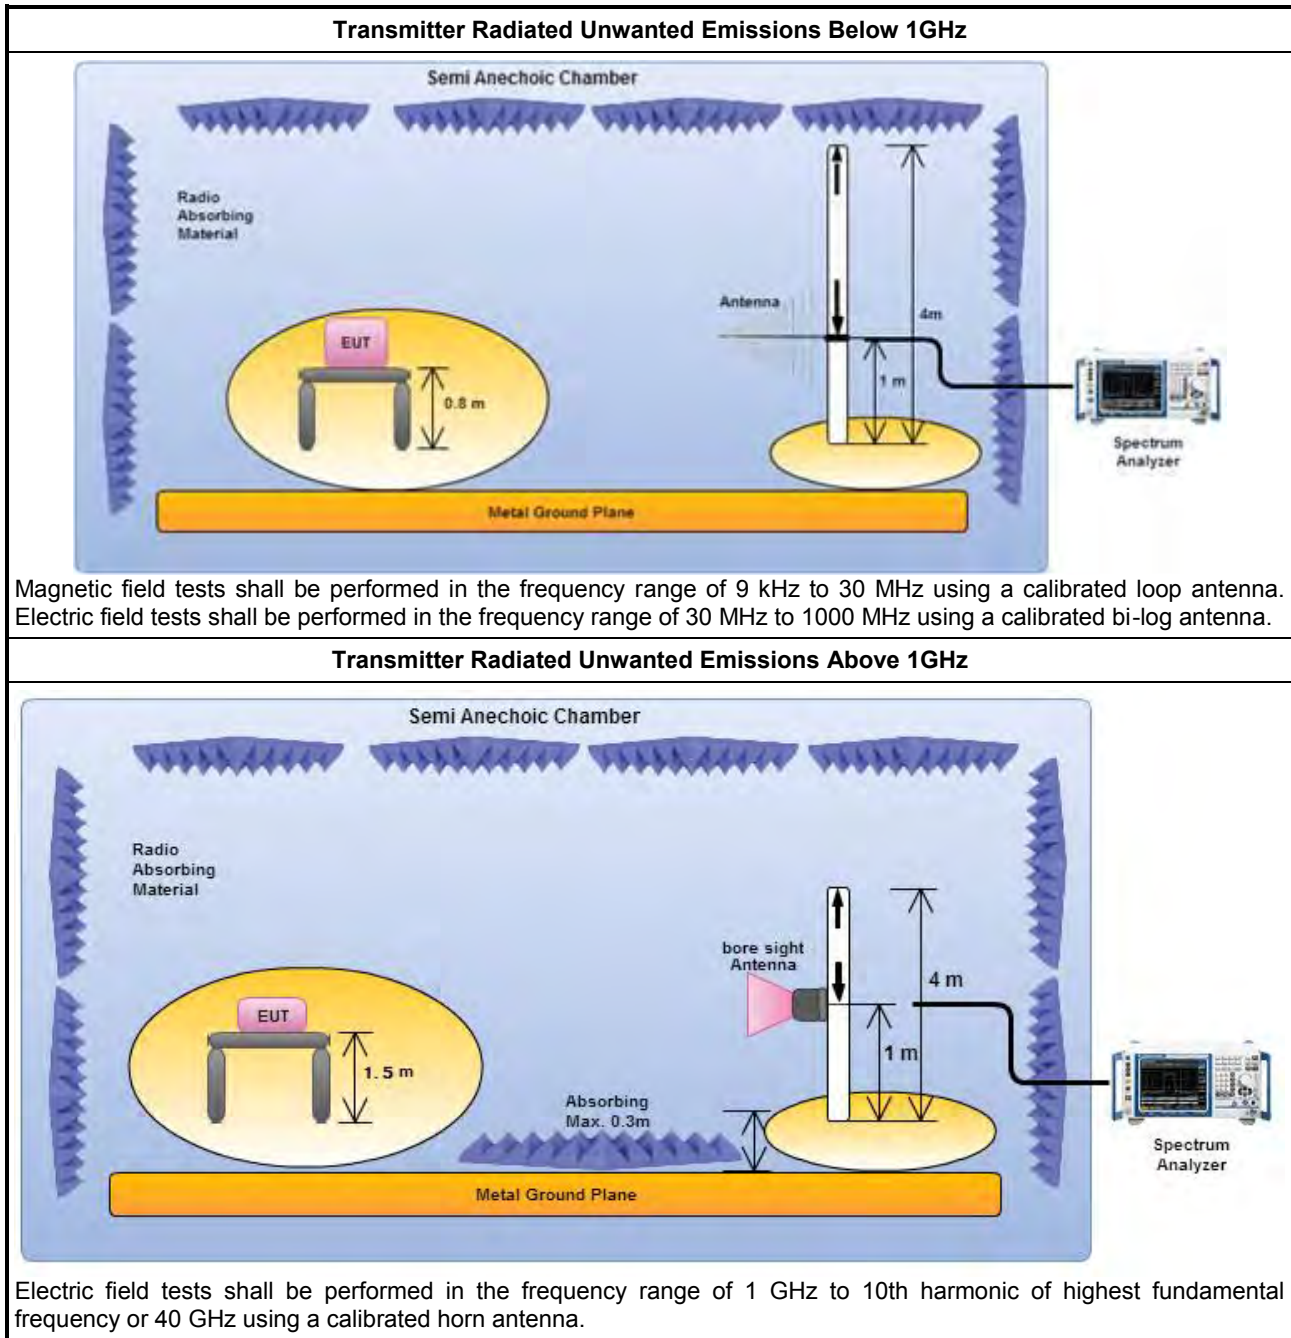 Transmitter Radiated Unwanted Emissions Below 1GHz
Semi Anechoic Chamber
Radio
Absorbing
Material
Antenna
4m
EUT
1 m
0.8 m
Spectrum
Analyzer
Metal Ground Plane
Magnetic field tests shall be performed in the frequency range of 9 kHz to 30 MHz using a calibrated loop antenna.
Electric field tests shall be performed in the frequency range of 30 MHz to 1000 MHz using a calibrated bi-log antenna.
Transmitter Radiated Unwanted Emissions Above 1GHz
Semi Anechoic Chamber
Radio
Absorbing
Material
bore sight
Antenna
4 m
EUT
1 m
1.5 m
Absorbing
Max. 0.3m
Spectrum
Analyzer
Metal Ground Plane
Electric field tests shall be performed in the frequency range of 1 GHz to 10th harmonic of highest fundamental
frequency or 40 GHz using a calibrated horn antenna.